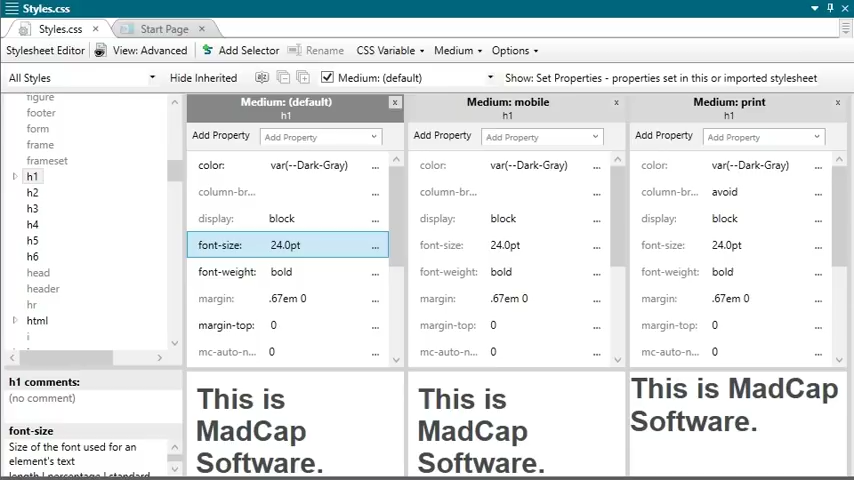 Styles.css
Styles.css
Start Page
Stylesheet Editor View: Advanced Add Selector Rename CSS Variable Medium Options
All Styles Hide Inherited Medium: (default) Show: Set Properties - properties set in this or imported stylesheet
figure
footer
form
frame
frameset
h1
h2
h3
h4
h5
h6
head
header
hr
html
i
h1 comments:
(no comment)
font-size
Size of the font used for an
element's text
length | percentage | standard
Medium: (default)
h1
Add Property Add Property
color: var(--Dark-Gray) ...
column-br... ...
display: block ...
font-size: 24.0pt ...
font-weight: bold ...
margin: .67em 0 ...
margin-top: 0 ...
mc-auto-n... 0 ...
This is
MadCap
Software.
Medium: mobile
h1
Add Property Add Property
color: var(--Dark-Gray) ...
column-br... ...
display: block ...
font-size: 24.0pt ...
font-weight: bold ...
margin: .67em 0 ...
margin-top: 0 ...
mc-auto-n... 0 ...
This is
MadCap
Software.
Medium: print
h1
Add Property Add Property
color: var(--Dark-Gray) ...
column-br... avoid ...
display: block ...
font-size: 24.0pt ...
font-weight: bold ...
margin: .67em 0 ...
margin-top: 0 ...
mc-auto-n... 0 ...
This is MadCap
Software.